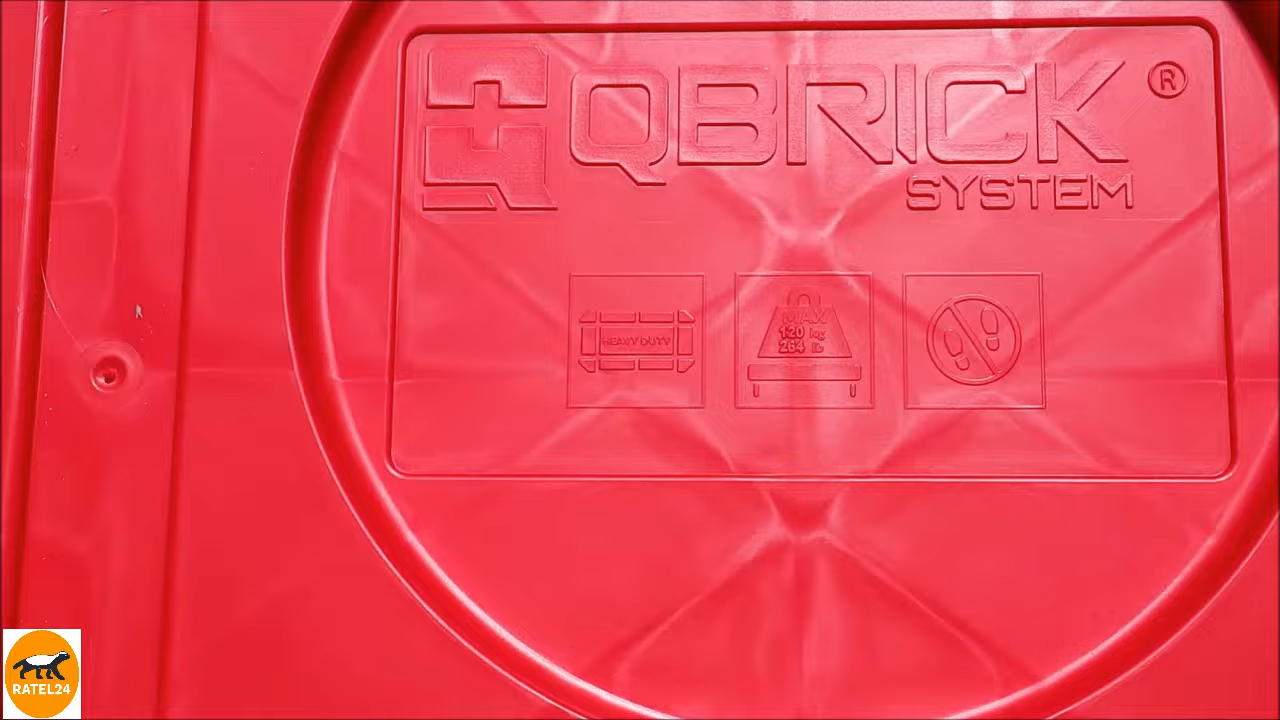 QBRICK ®
SYSTEM
HEAVY DUTY
MAX
120 kg
264 lb
RATEL24